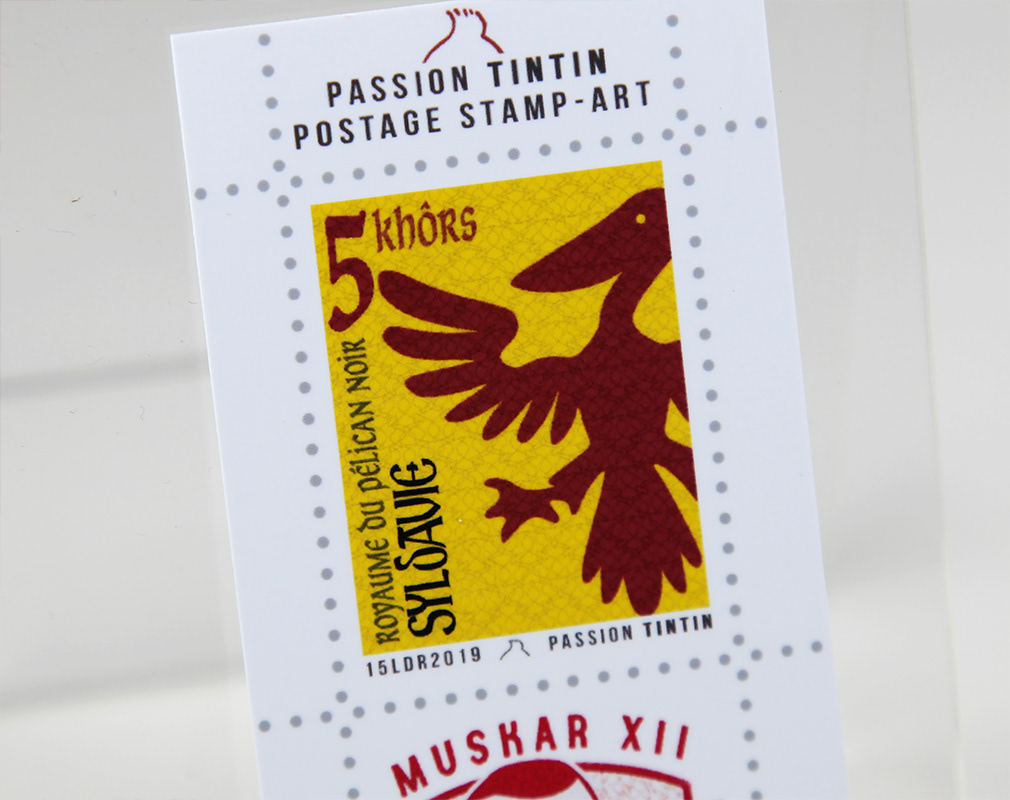 PASSION TINTIN
POSTAGE STAMP-ART
5 khôrs
ROYAUME DU PÉLICAN NOIR
SYLDAVIE
15LDR2019 PASSION TINTIN
MUSKAR XII